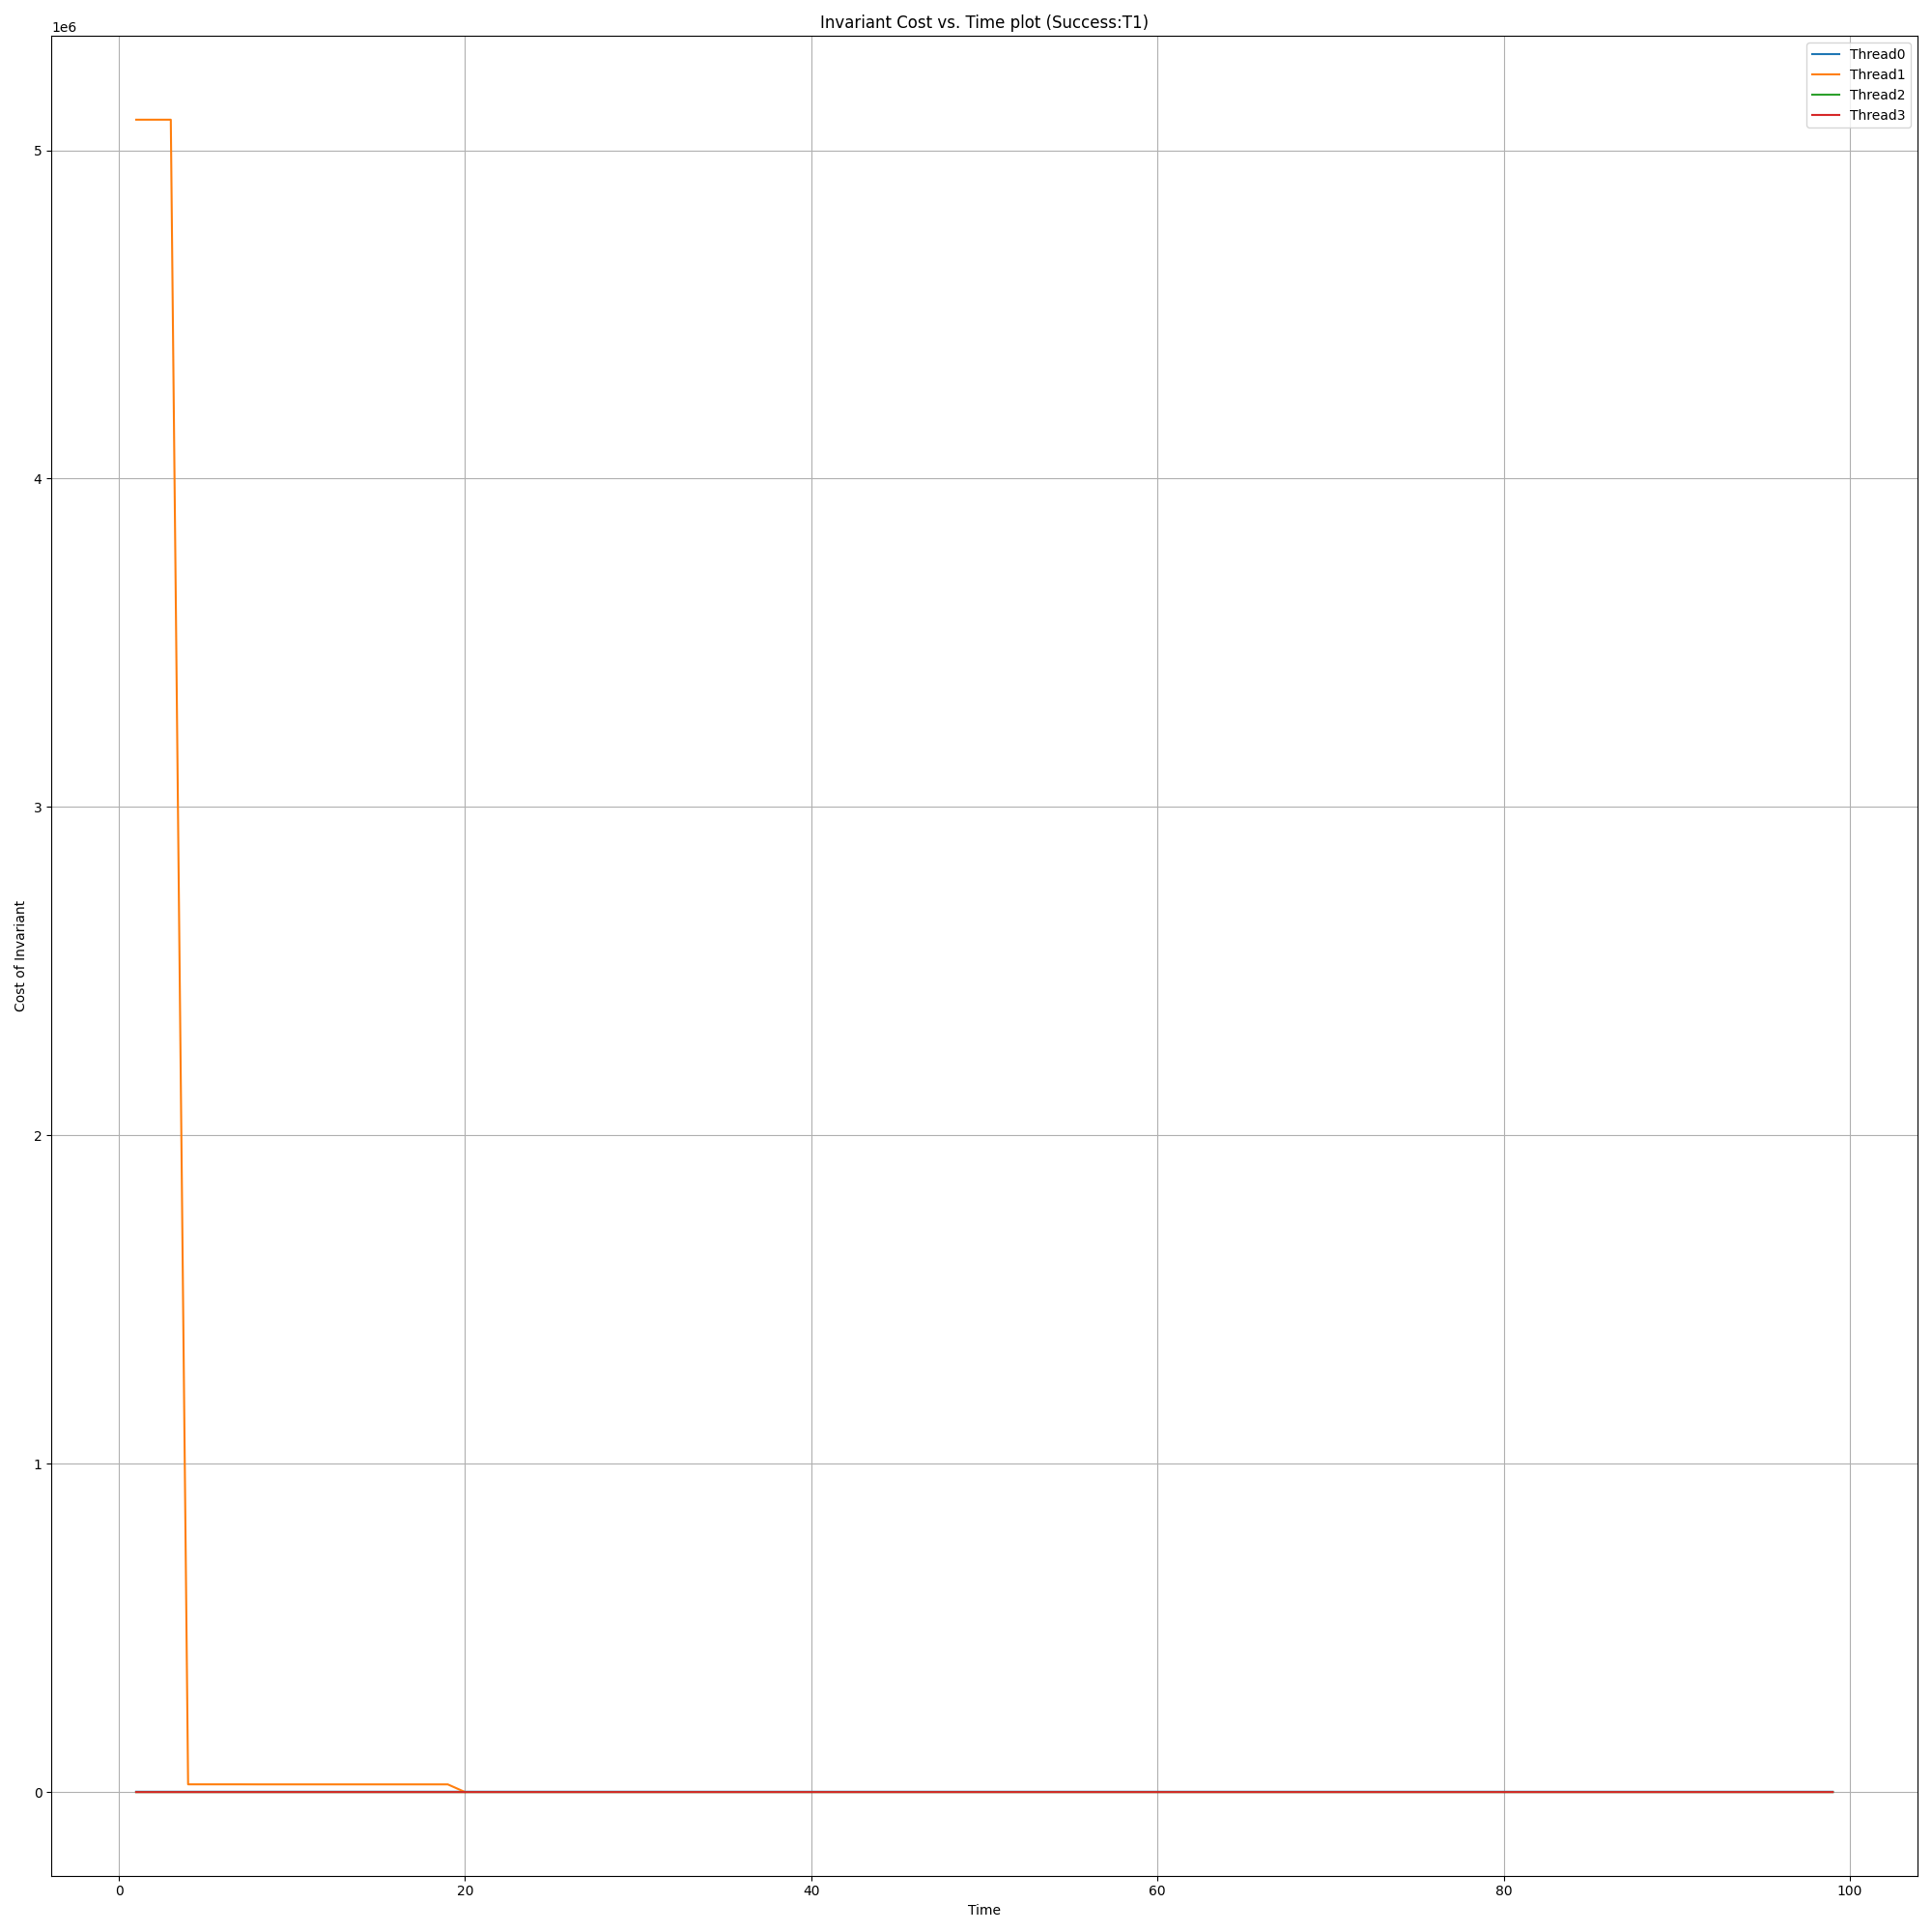 Invariant Cost vs. Time plot (Success:T1)
1e6
Thread0
Thread1
Thread2
Thread3
5
4
3
2
1
0
Cost of Invariant
0 20 40 60 80 100
Time